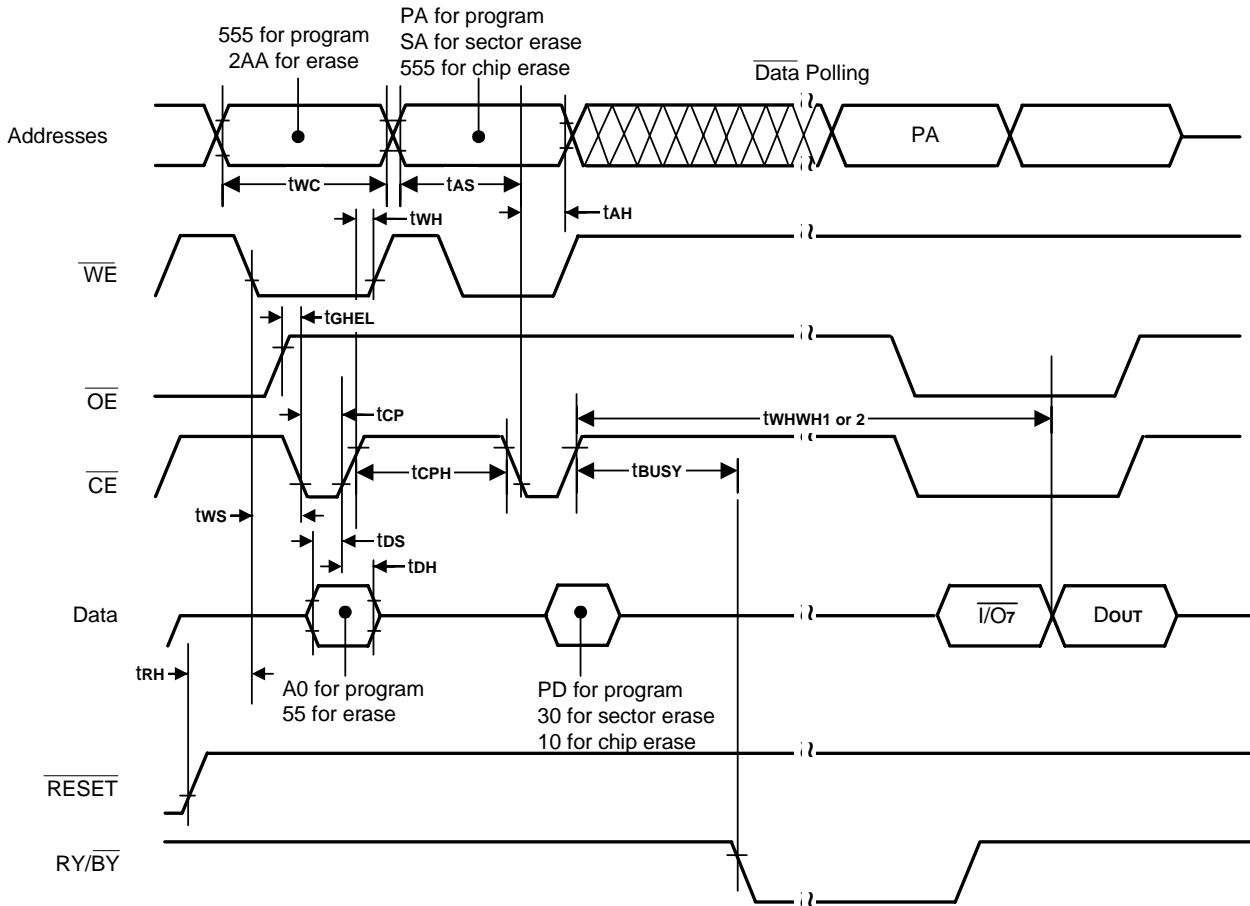 555 for program
2AA for erase
PA for program
SA for sector erase
555 for chip erase
Data Polling
Addresses
PA
tWC
tAS
tWH
tAH
WE
tGHEL
OE
tCP
tWHWH1 or 2
CE
tCPH
tBUSY
tWS
tDS
tDH
Data
I/O7
DOUT
tRH
A0 for program
55 for erase
PD for program
30 for sector erase
10 for chip erase
RESET
RY/BY